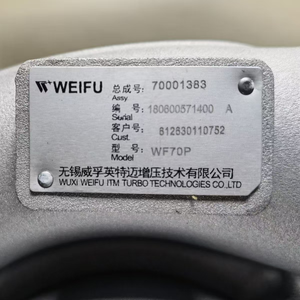 WEIFU 总成号: 70001383
Assy
编 号: 180600571400 A
Serial
客户号: 612630110752
Cust.
型 号: WF70P
Model
无锡威孚英特迈增压技术有限公司
WUXI WEIFU ITM TURBO TECHNOLOGIES CO.,LTD